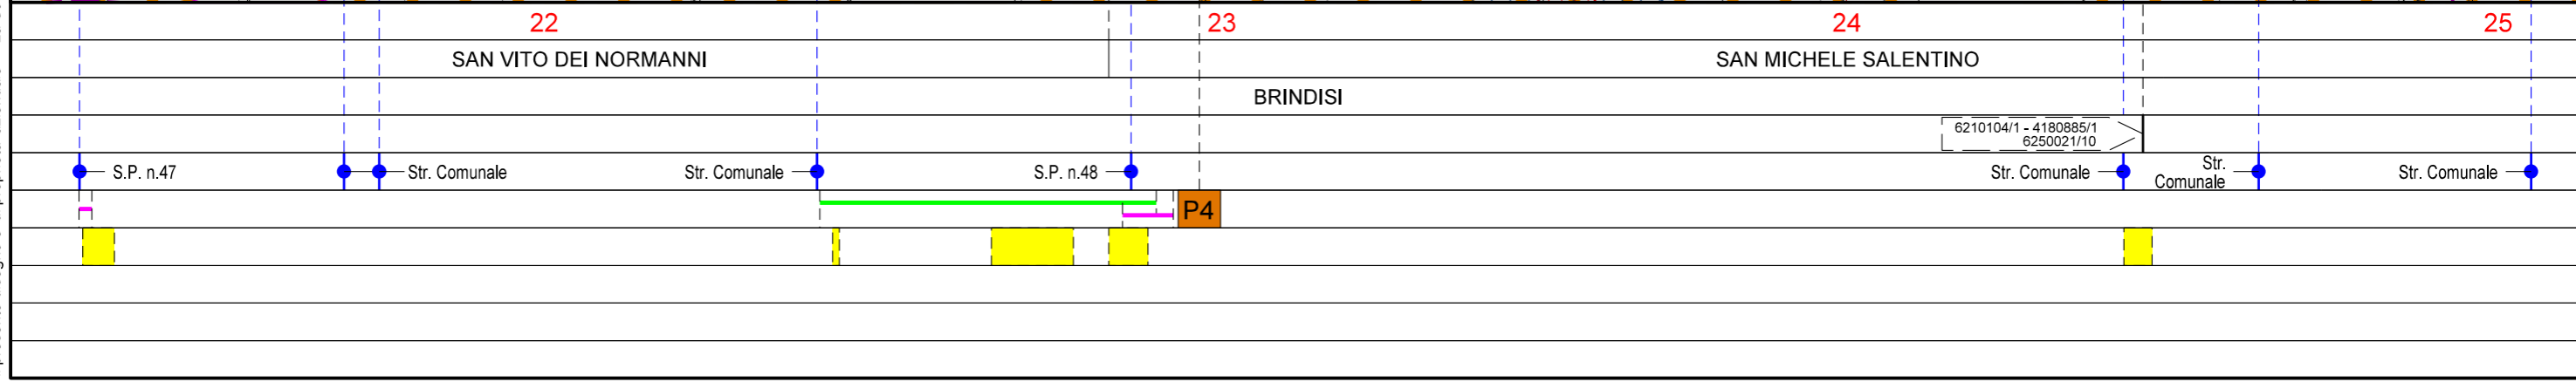 22 23 24 25
SAN VITO DEI NORMANNI SAN MICHELE SALENTINO
BRINDISI
6210104/1 - 4180885/1
6250021/10
S.P. n.47 Str. Comunale Str. Comunale S.P. n.48 Str. Comunale Str. Comunale Str. Comunale
P4